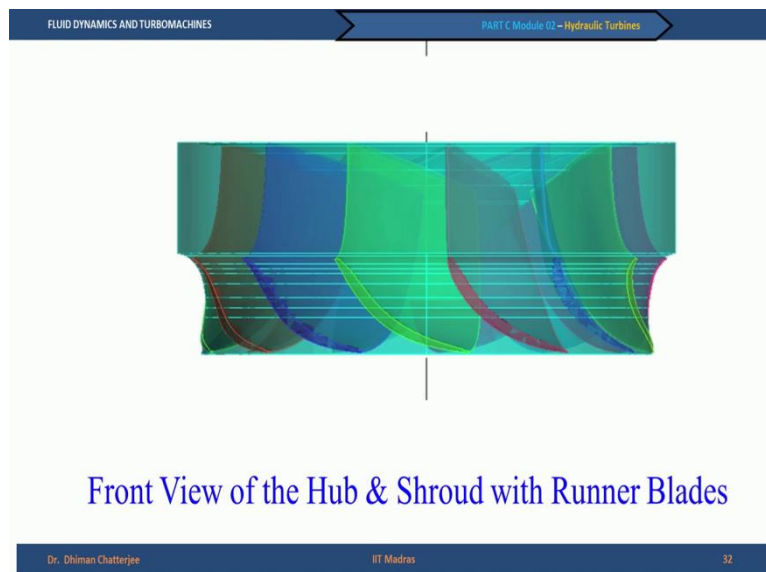 FLUID DYNAMICS AND TURBOMACHINES
PART C Module 02 – Hydraulic Turbines
Front View of the Hub & Shroud with Runner Blades
Dr. Dhiman Chatterjee
IIT Madras
32